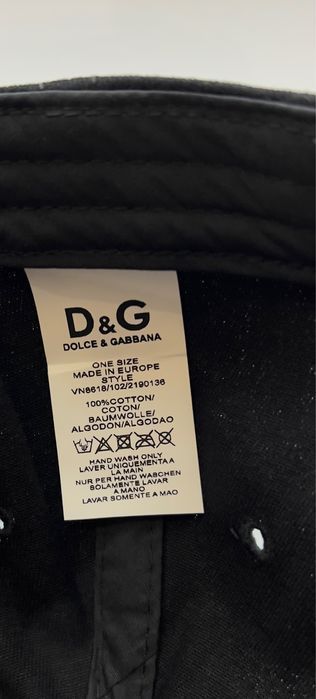 D&G
DOLCE & GABBANA
ONE SIZE
MADE IN EUROPE
STYLE
VN8618/102/2190136
100%COTTON/
COTON/
BAUMWOLLE/
ALGODON/ALGODAO
HAND WASH ONLY
LAVER UNIQUEMENTA A
LA MAIN
NUR PER HAND WASCHEN
SOLAMENTE LAVAR
A MANO
LAVAR SOMENTE A MAO